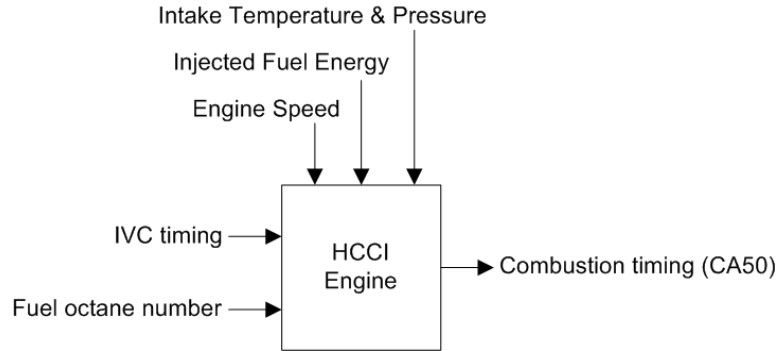 Intake Temperature & Pressure
Injected Fuel Energy
Engine Speed
IVC timing
HCCI
Engine
Combustion timing (CA50)
Fuel octane number